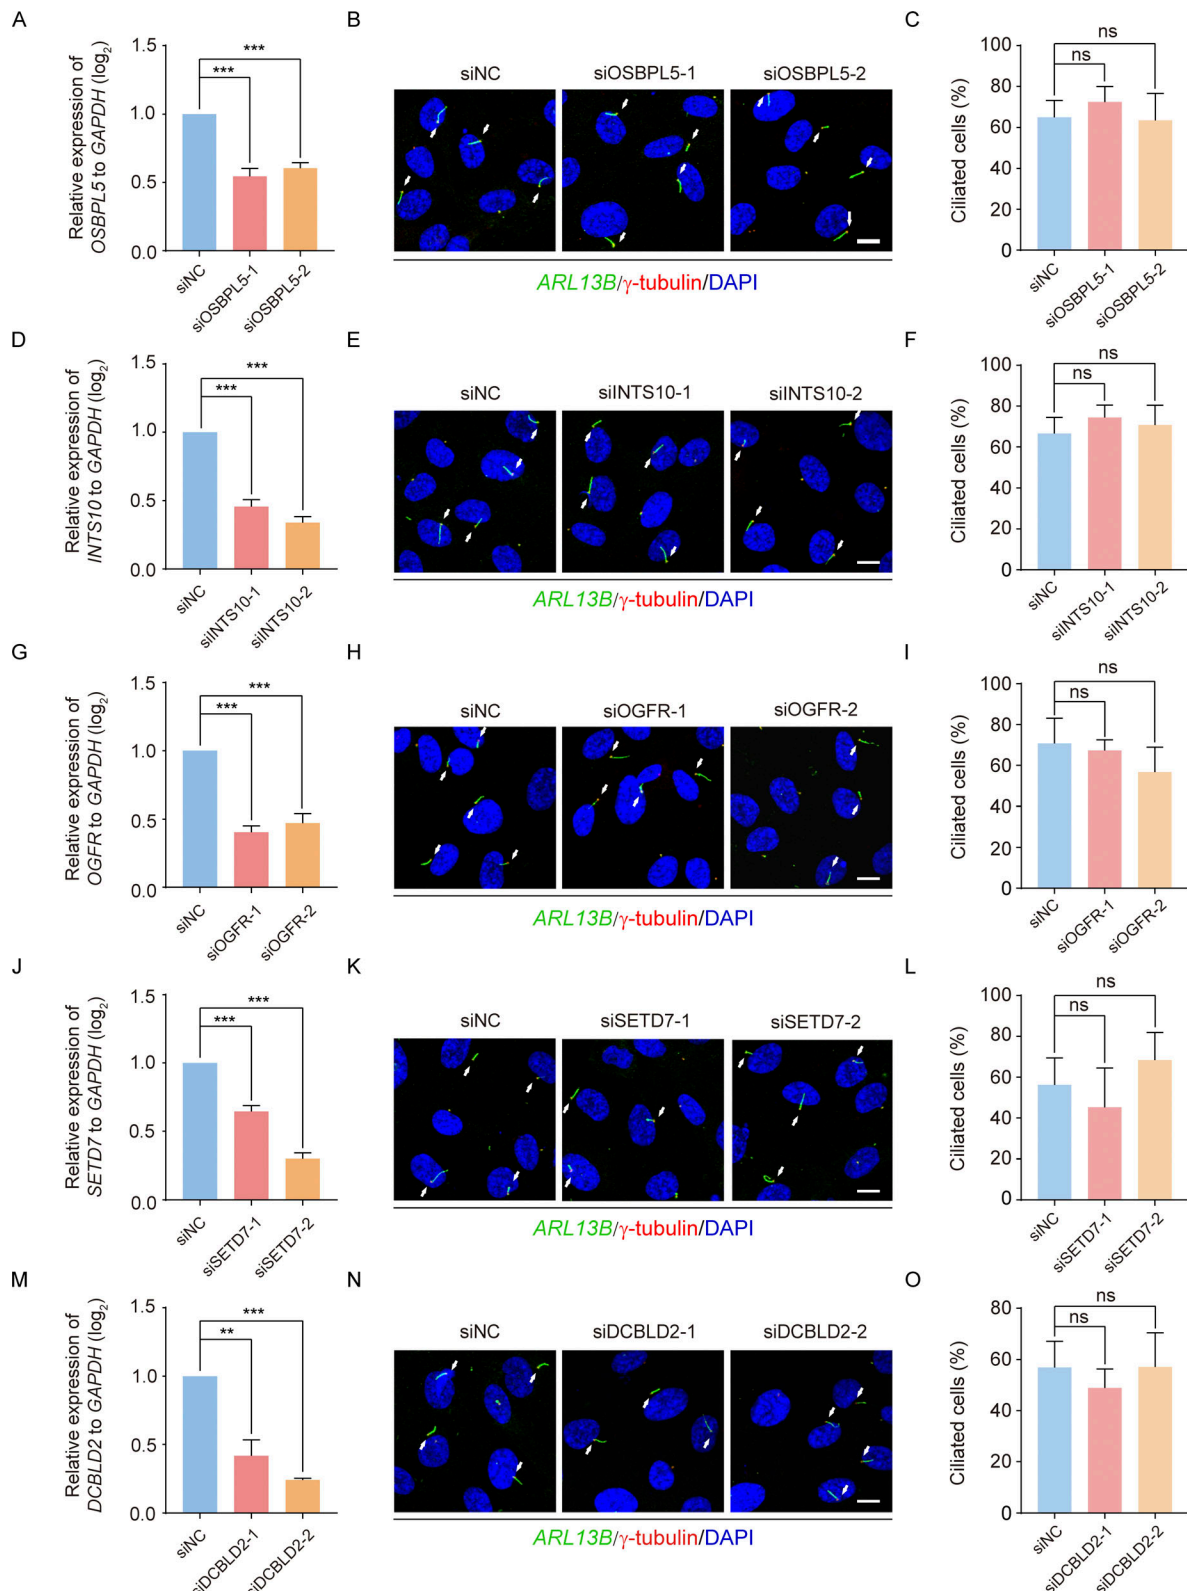 A
Relative expression of
OSBPL5 to GAPDH (log2)
1.5
1.0
0.5
0.0
***
***
siNC
siOSBPL5-1
siOSBPL5-2
B
siNC
siOSBPL5-1
siOSBPL5-2
ARL13B/γ-tubulin/DAPI
C
Ciliated cells (%)
100
80
60
40
20
0
ns
ns
siNC
siOSBPL5-1
siOSBPL5-2
D
Relative expression of
INTS10 to GAPDH (log2)
1.5
1.0
0.5
0.0
***
***
siNC
siINTS10-1
siINTS10-2
E
siNC
siINTS10-1
siINTS10-2
ARL13B/γ-tubulin/DAPI
F
Ciliated cells (%)
100
80
60
40
20
0
ns
ns
siNC
siINTS10-1
siINTS10-2
G
Relative expression of
OGFR to GAPDH (log2)
1.5
1.0
0.5
0.0
***
***
siNC
siOGFR-1
siOGFR-2
H
siNC
siOGFR-1
siOGFR-2
ARL13B/γ-tubulin/DAPI
I
Ciliated cells (%)
100
80
60
40
20
0
ns
ns
siNC
siOGFR-1
siOGFR-2
J
Relative expression of
SETD7 to GAPDH (log2)
1.5
1.0
0.5
0.0
***
***
siNC
siSETD7-1
siSETD7-2
K
siNC
siSETD7-1
siSETD7-2
ARL13B/γ-tubulin/DAPI
L
Ciliated cells (%)
100
80
60
40
20
0
ns
ns
siNC
siSETD7-1
siSETD7-2
M
Relative expression of
DCBLD2 to GAPDH (log2)
1.5
1.0
0.5
0.0
***
**
siNC
siDCBLD2-1
siDCBLD2-2
N
siNC
siDCBLD2-1
siDCBLD2-2
ARL13B/γ-tubulin/DAPI
O
Ciliated cells (%)
80
60
40
20
0
ns
ns
siNC
siDCBLD2-1
siDCBLD2-2